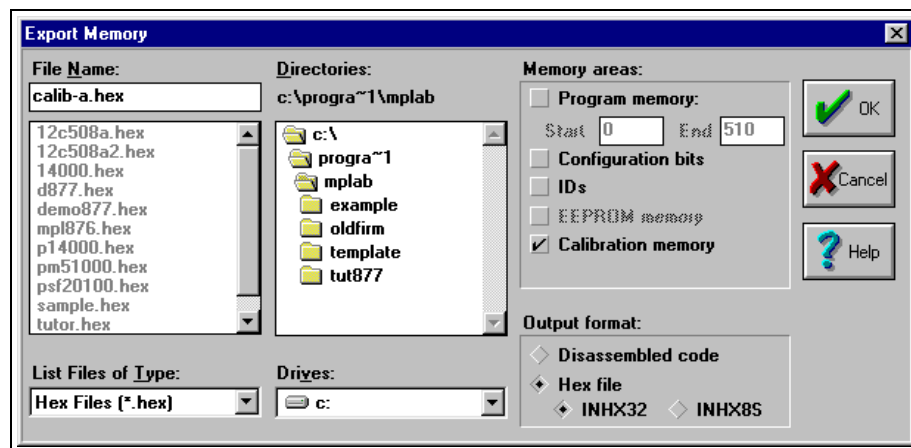 Export Memory
File Name:
calib-a.hex
12c508a.hex
12c508a2.hex
14000.hex
d877.hex
demo877.hex
mpl876.hex
p14000.hex
pm51000.hex
psf20100.hex
sample.hex
tutor.hex
List Files of Type:
Hex Files (*.hex)
Directories:
c:\progra~1\mplab
c:\
progra~1
mplab
example
oldfirm
template
tut877
Drives:
c:
Memory areas:
Program memory:
Start 0 End 510
Configuration bits
IDs
EEPROM memory
Calibration memory
Output format:
Disassembled code
Hex file
INHX32 INHX8S
OK
Cancel
Help